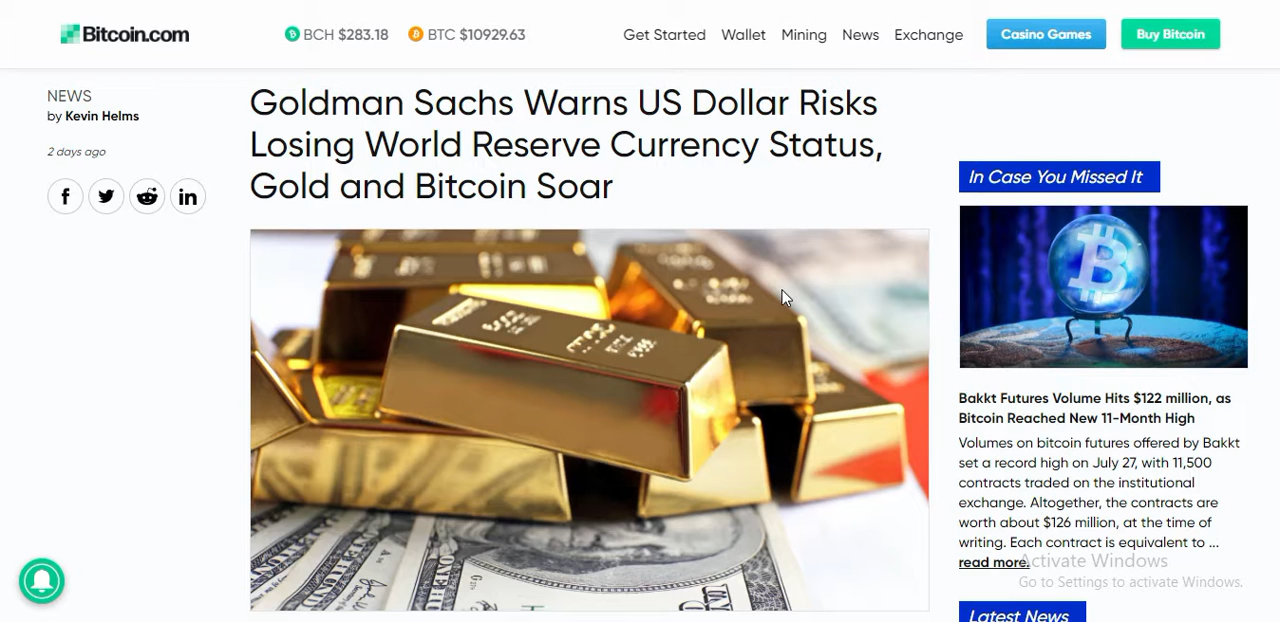 Bitcoin.com
BCH $283.18
BTC $10929.63
Get Started
Wallet
Mining
News
Exchange
Casino Games
Buy Bitcoin
NEWS
by Kevin Helms
2 days ago
Goldman Sachs Warns US Dollar Risks
Losing World Reserve Currency Status,
Gold and Bitcoin Soar
In Case You Missed It
Bakkt Futures Volume Hits $122 million, as
Bitcoin Reached New 11-Month High
Volumes on bitcoin futures offered by Bakkt
set a record high on July 27, with 11,500
contracts traded on the institutional
exchange. Altogether, the contracts are
worth about $126 million, at the time of
writing. Each contract is equivalent to ...
read more.
Activate Windows
Go to Settings to activate Windows.
Latest News